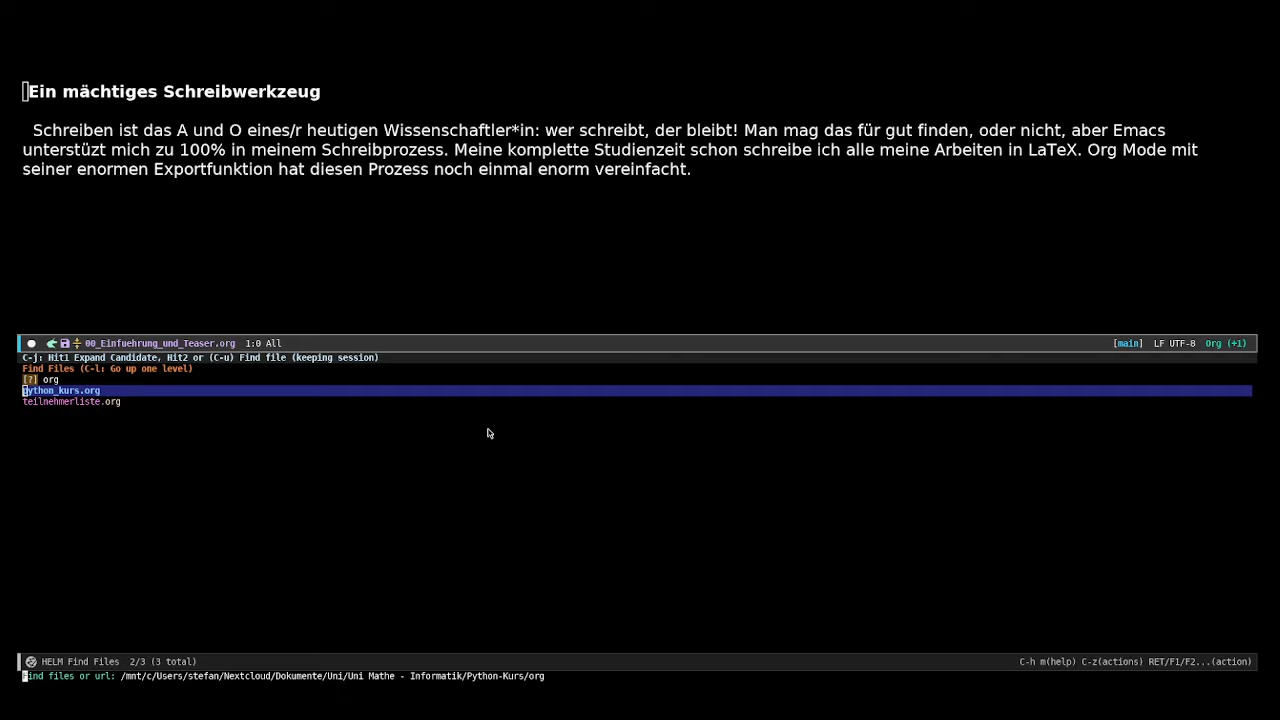 Ein mächtiges Schreibwerkzeug
Schreiben ist das A und O eines/r heutigen Wissenschaftler*in: wer schreibt, der bleibt! Man mag das für gut finden, oder nicht, aber Emacs
unterstüzt mich zu 100% in meinem Schreibprozess. Meine komplette Studienzeit schon schreibe ich alle meine Arbeiten in LaTeX. Org Mode mit
seiner enormen Exportfunktion hat diesen Prozess noch einmal enorm vereinfacht.
00_Einfuehrung_und_Teaser.org 1:0 All [main] LF UTF-8 Org (+1)
C-j: Hit1 Expand Candidate, Hit2 or (C-u) Find file (keeping session)
Find Files (C-l: Go up one level)
[?] org
python_kurs.org
teilnehmerliste.org
HELM Find Files 2/3 (3 total) C-h m(help) C-z(actions) RET/F1/F2...(action)
Find files or url: /mnt/c/Users/stefan/Nextcloud/Dokumente/Uni/Uni Mathe - Informatik/Python-Kurs/org